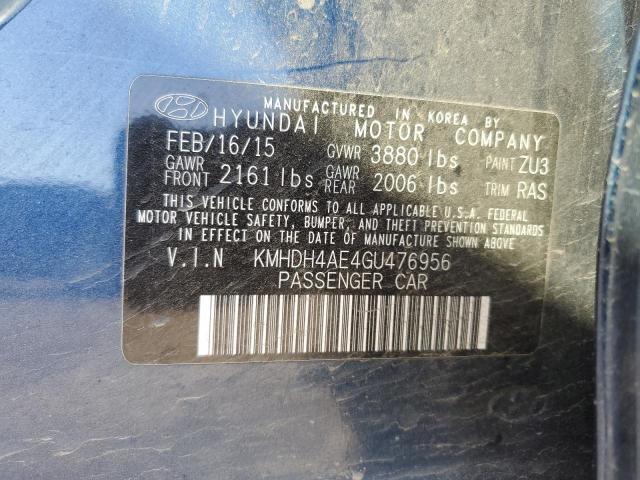 MANUFACTURED IN KOREA BY
HYUNDAI MOTOR COMPANY
FEB/16/15 GVWR 3880 lbs PAINT ZU3
GAWR FRONT 2161 lbs GAWR REAR 2006 lbs TRIM RAS
THIS VEHICLE CONFORMS TO ALL APPLICABLE U.S.A. FEDERAL
MOTOR VEHICLE SAFETY, BUMPER, AND THEFT PREVENTION STANDARDS
IN EFFECT ON THE DATE OF MANUFACTURE SHOWN ABOVE
V.I.N KMHDH4AE4GU476956
PASSENGER CAR